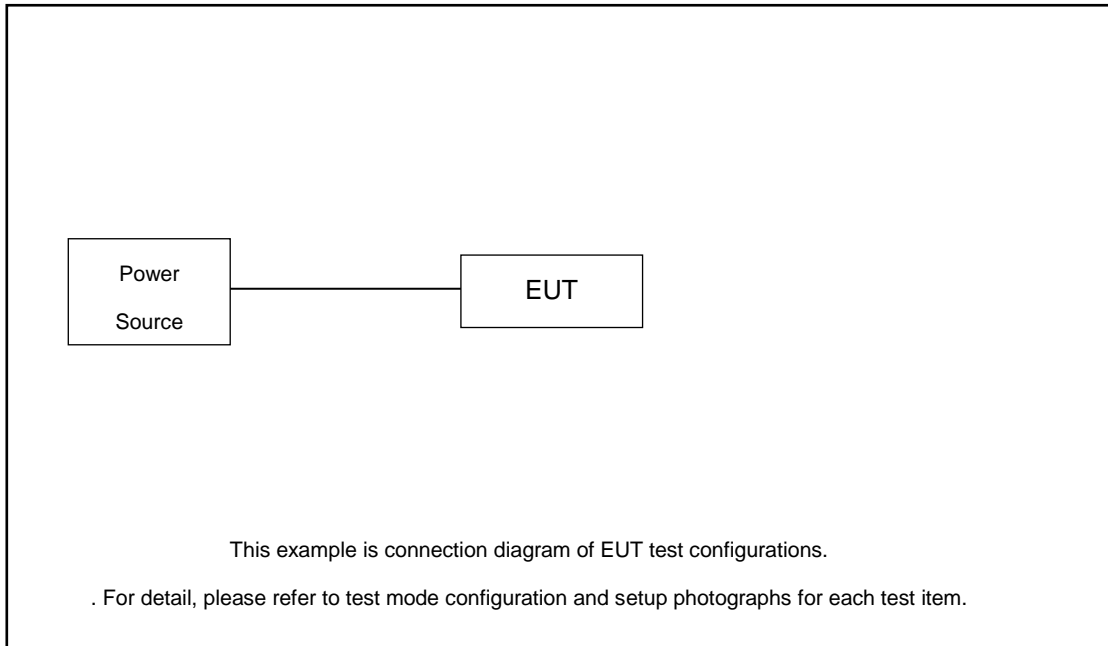 Power
Source
EUT
This example is connection diagram of EUT test configurations.
. For detail, please refer to test mode configuration and setup photographs for each test item.